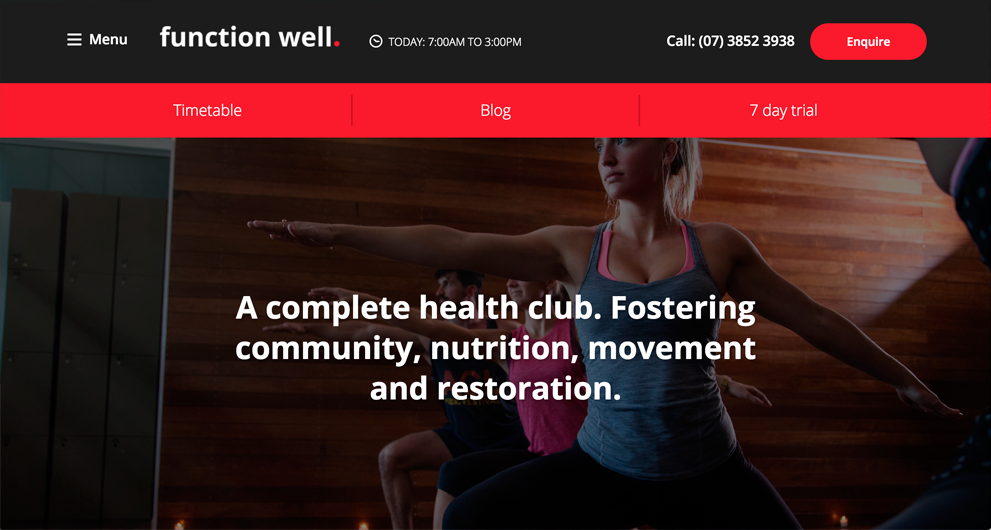 Menu
function well.
TODAY: 7:00AM TO 3:00PM
Call: (07) 3852 3938
Enquire
Timetable
Blog
7 day trial
A complete health club. Fostering
community, nutrition, movement
and restoration.